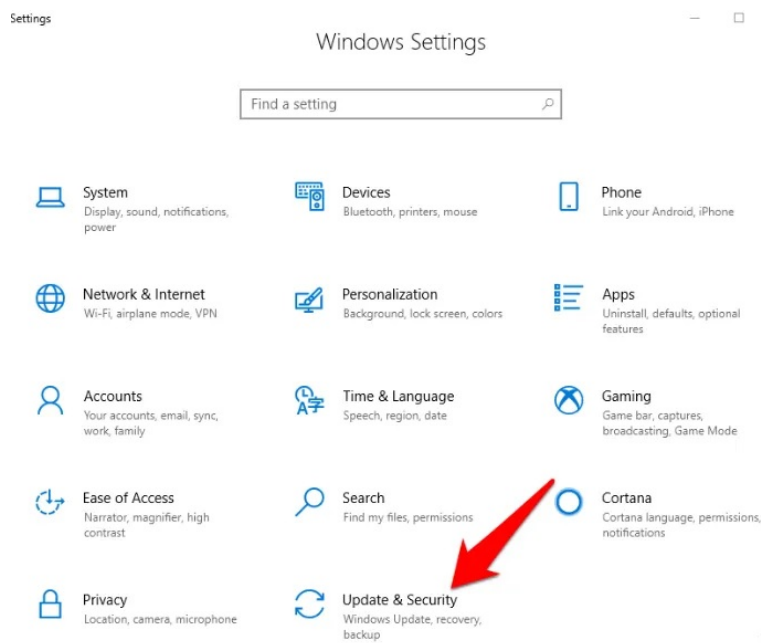 Settings
Windows Settings
Find a setting
System
Display, sound, notifications,
power
Devices
Bluetooth, printers, mouse
Phone
Link your Android, iPhone
Network & Internet
Wi-Fi, airplane mode, VPN
Personalization
Background, lock screen, colors
Apps
Uninstall, defaults, optional
features
Accounts
Your accounts, email, sync,
work, family
Time & Language
Speech, region, date
Gaming
Game bar, captures,
broadcasting, Game Mode
Ease of Access
Narrator, magnifier, high
contrast
Search
Find my files, permissions
Cortana
Cortana language, permissions,
notifications
Privacy
Location, camera, microphone
Update & Security
Windows Update, recovery,
backup